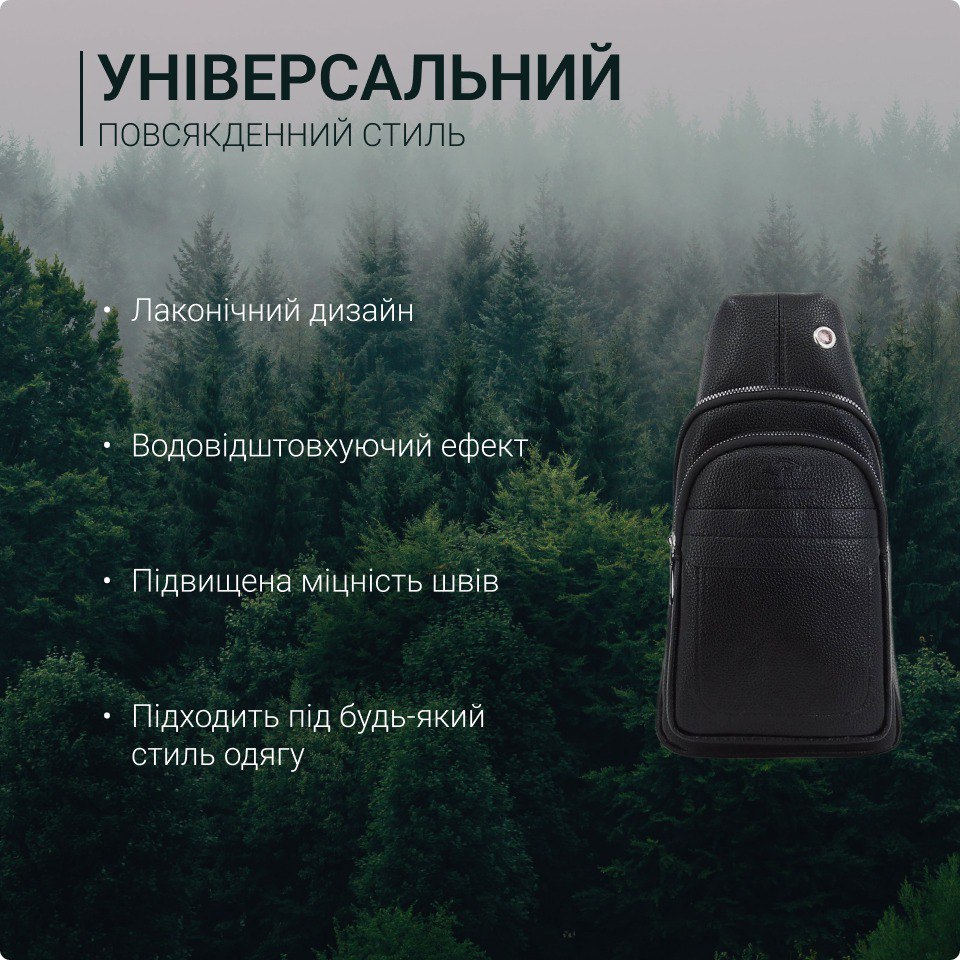 УНІВЕРСАЛЬНИЙ
ПОВСЯКДЕННИЙ СТИЛЬ
• Лаконічний дизайн
• Водовідштовхуючий ефект
• Підвищена міцність швів
• Підходить під будь-який
стиль одягу